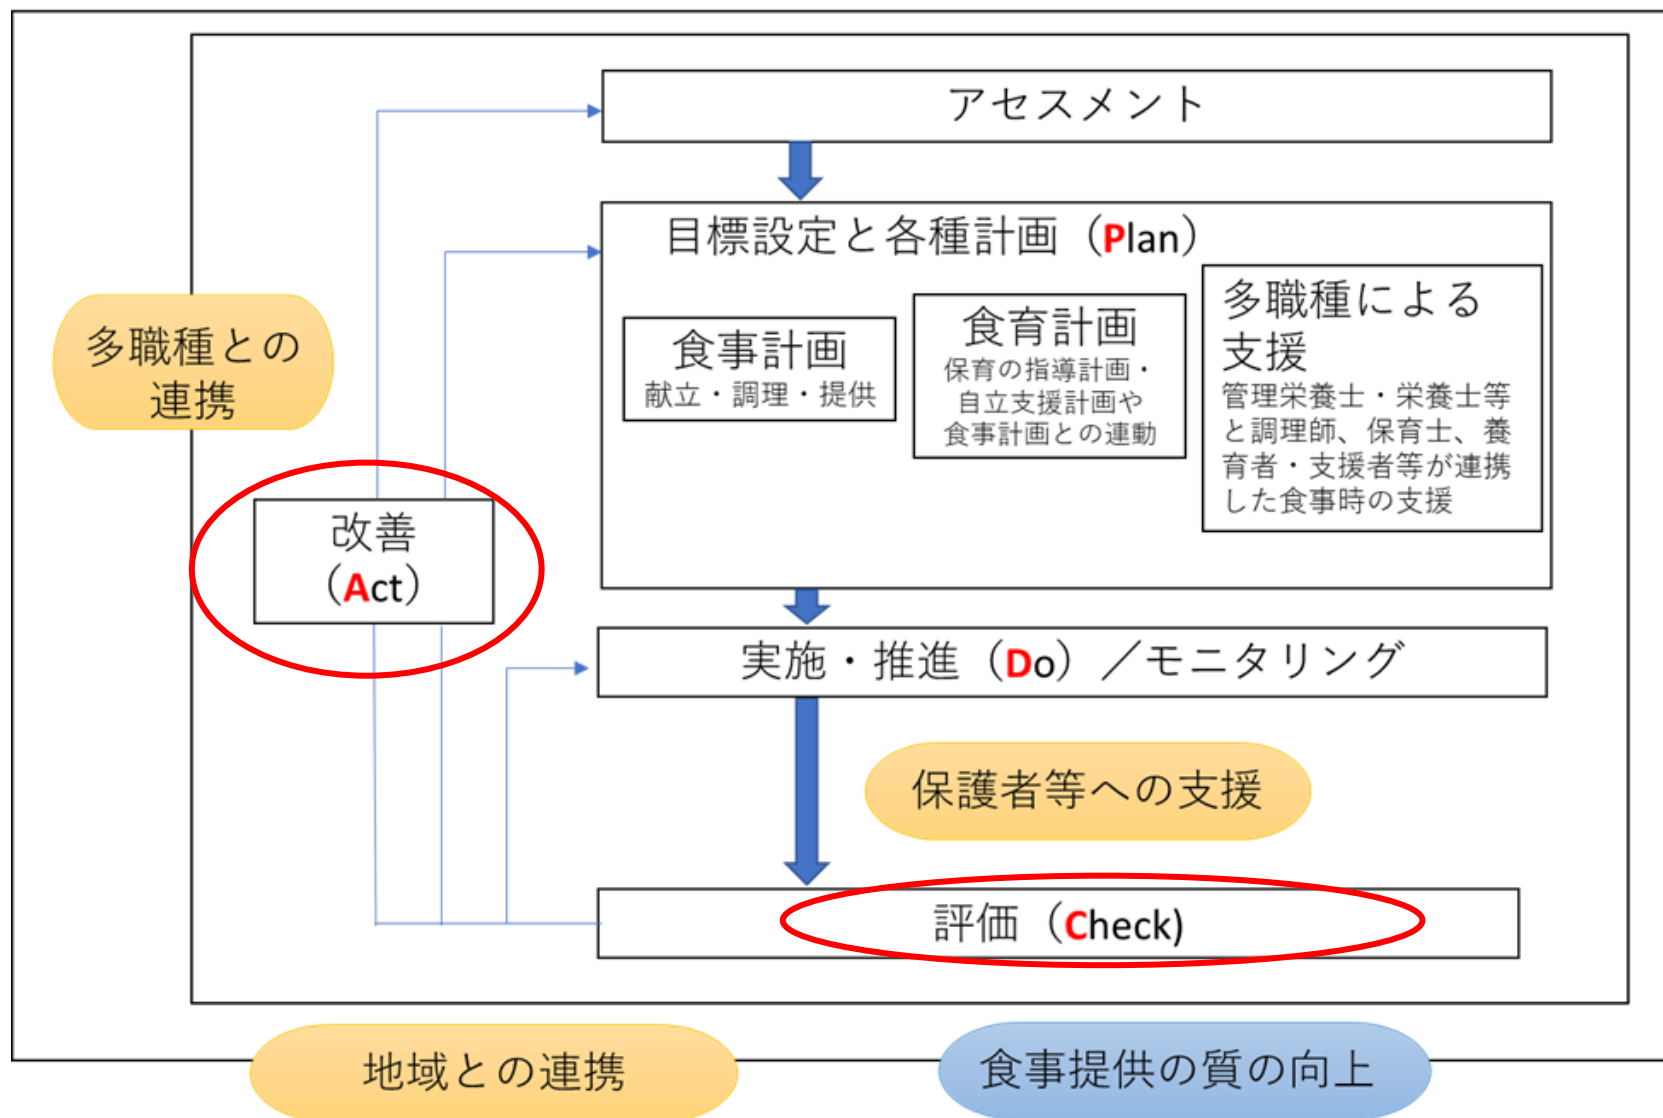 アセスメント
目標設定と各種計画（Plan）
食事計画
献立・調理・提供
食育計画
保育の指導計画・
自立支援計画や
食事計画との連動
多職種による
支援
管理栄養士・栄養士等
と調理師、保育士、養
育者・支援者等が連携
した食事時の支援
多職種との
連携
改善
（Act）
実施・推進（Do）／モニタリング
保護者等への支援
評価（Check)
地域との連携
食事提供の質の向上